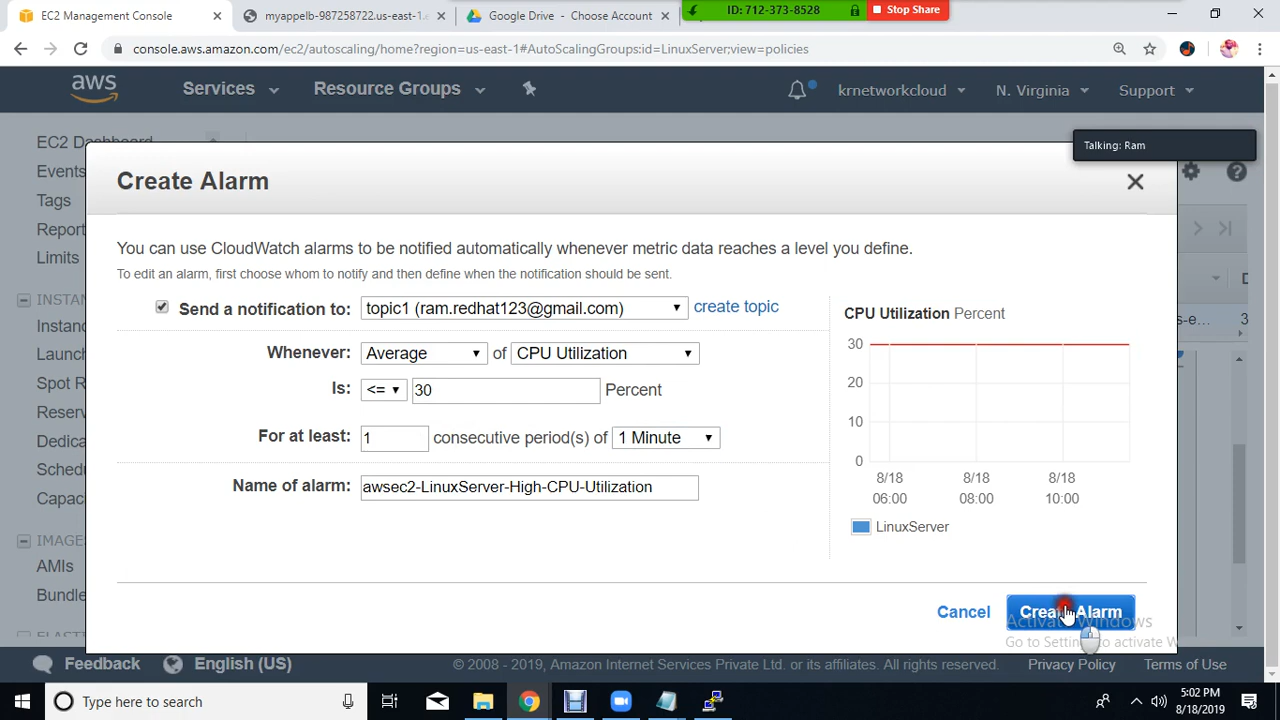 EC2 Management Console
myappelb-987258722.us-east-1.e
Google Drive - Choose Account
ID: 712-373-8528
Stop Share
console.aws.amazon.com/ec2/autoscaling/home?region=us-east-1#AutoScalingGroups:id=LinuxServer;view=policies
aws
Services
Resource Groups
krnetworkcloud
N. Virginia
Support
Talking: Ram
EC2 Dashboard
Events
Tags
Report
Limits
INSTAN
Instanc
Launch
Spot R
Reserv
Dedica
Schedu
Capac
IMAGE
AMIs
Bundle
ELAST
Create Alarm
You can use CloudWatch alarms to be notified automatically whenever metric data reaches a level you define.
To edit an alarm, first choose whom to notify and then define when the notification should be sent.
Send a notification to: topic1 (ram.redhat123@gmail.com) create topic
Whenever: Average of CPU Utilization
Is: <= 30 Percent
For at least: 1 consecutive period(s) of 1 Minute
Name of alarm: awsec2-LinuxServer-High-CPU-Utilization
CPU Utilization Percent
30
20
10
0
8/18 8/18 8/18
06:00 08:00 10:00
LinuxServer
Cancel
Create Alarm
Activate Windows
Go to Settings to activate W
Feedback
English (US)
© 2008 - 2019, Amazon Internet Services Private Ltd. or its affiliates. All rights reserved.
Privacy Policy
Terms of Use
Type here to search
5:02 PM
8/18/2019